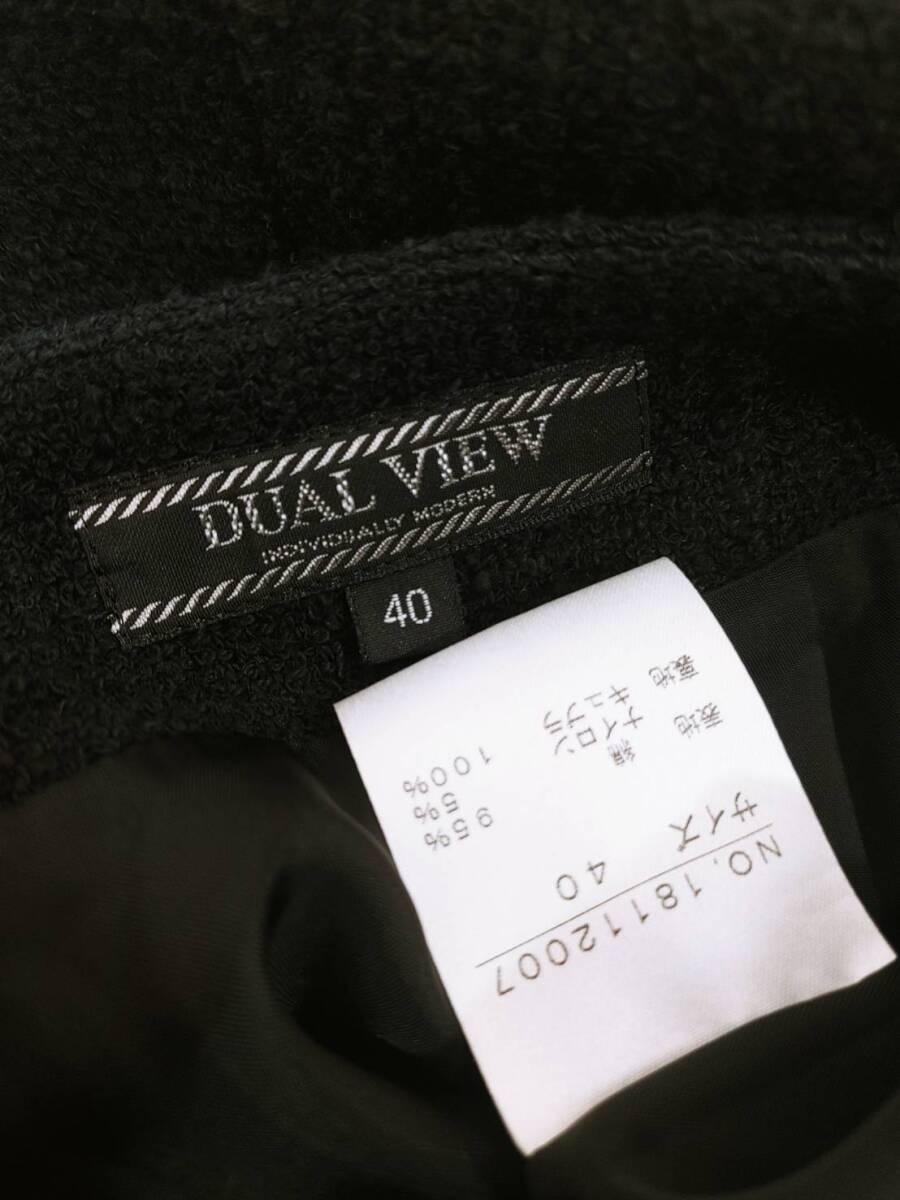 DUAL VIEW
INDIVIDUALLY MODERN
40
NO. 18112007
サイズ 40
表地 綿 95%
ナイロン 5%
裏地 キュプラ 100%